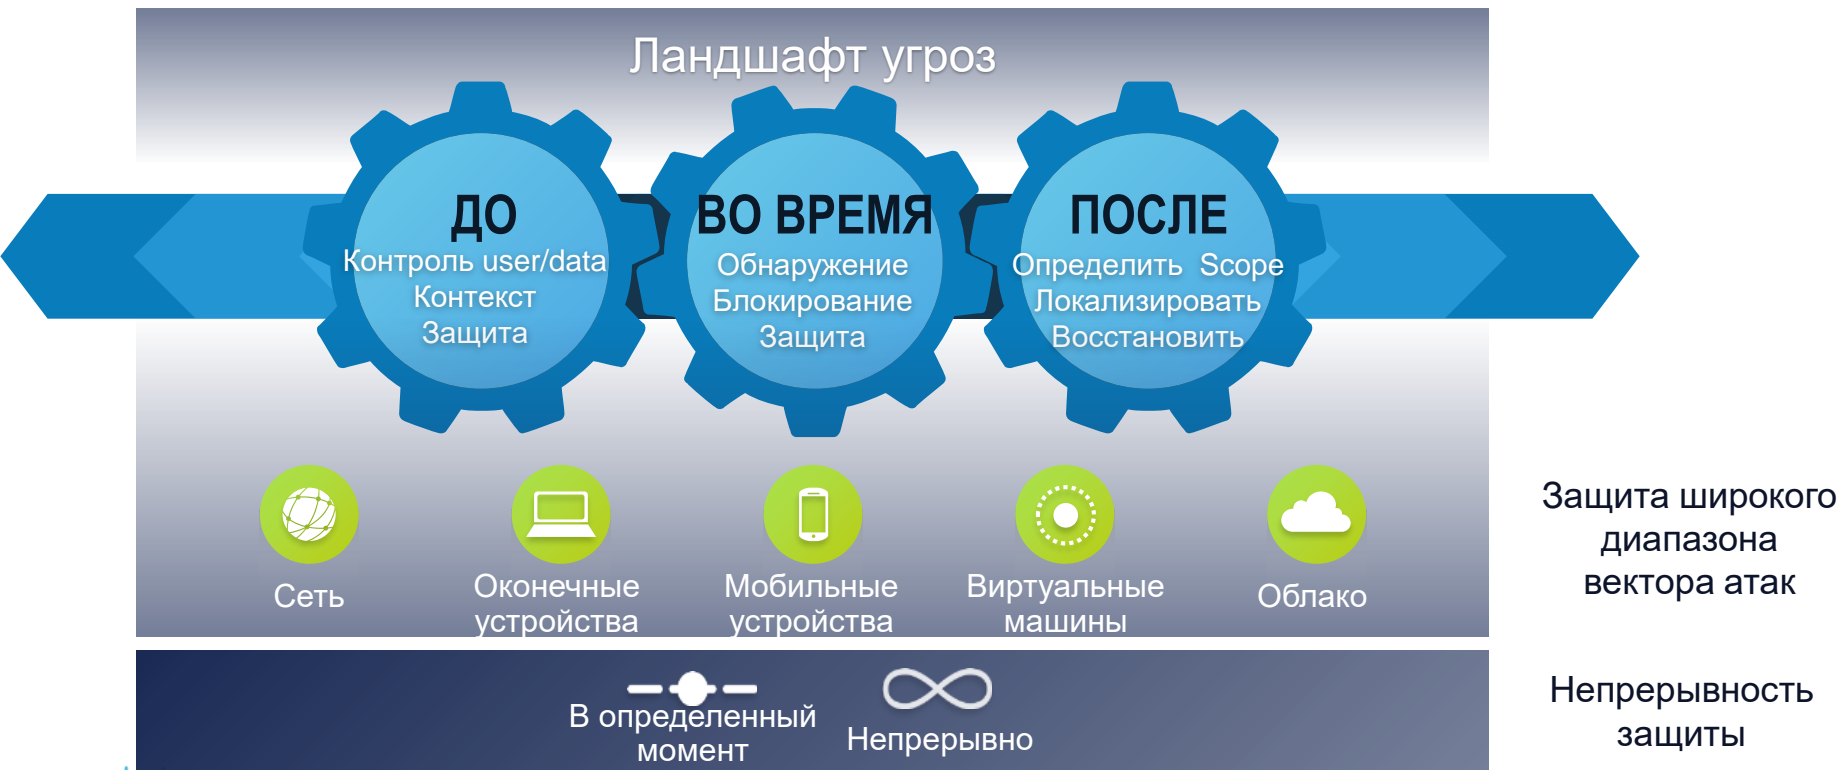 Ландшафт угроз
ДО
Контроль user/data
Контекст
Защита
ВО ВРЕМЯ
Обнаружение
Блокирование
Защита
ПОСЛЕ
Определить Scope
Локализировать
Восстановить
Сеть
Оконечные
устройства
Мобильные
устройства
Виртуальные
машины
Облако
Защита широкого
диапазона
вектора атак
В определенный
момент
Непрерывно
Непрерывность
защиты